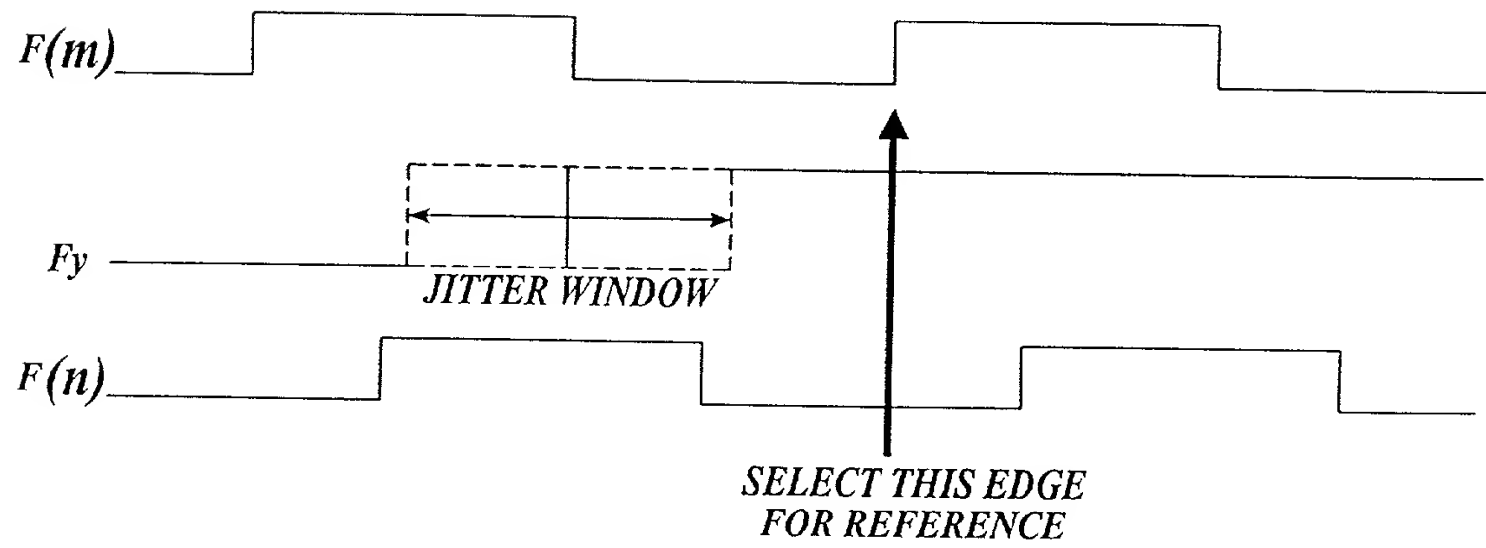 F(m)
Fy
JITTER WINDOW
F(n)
SELECT THIS EDGE
FOR REFERENCE